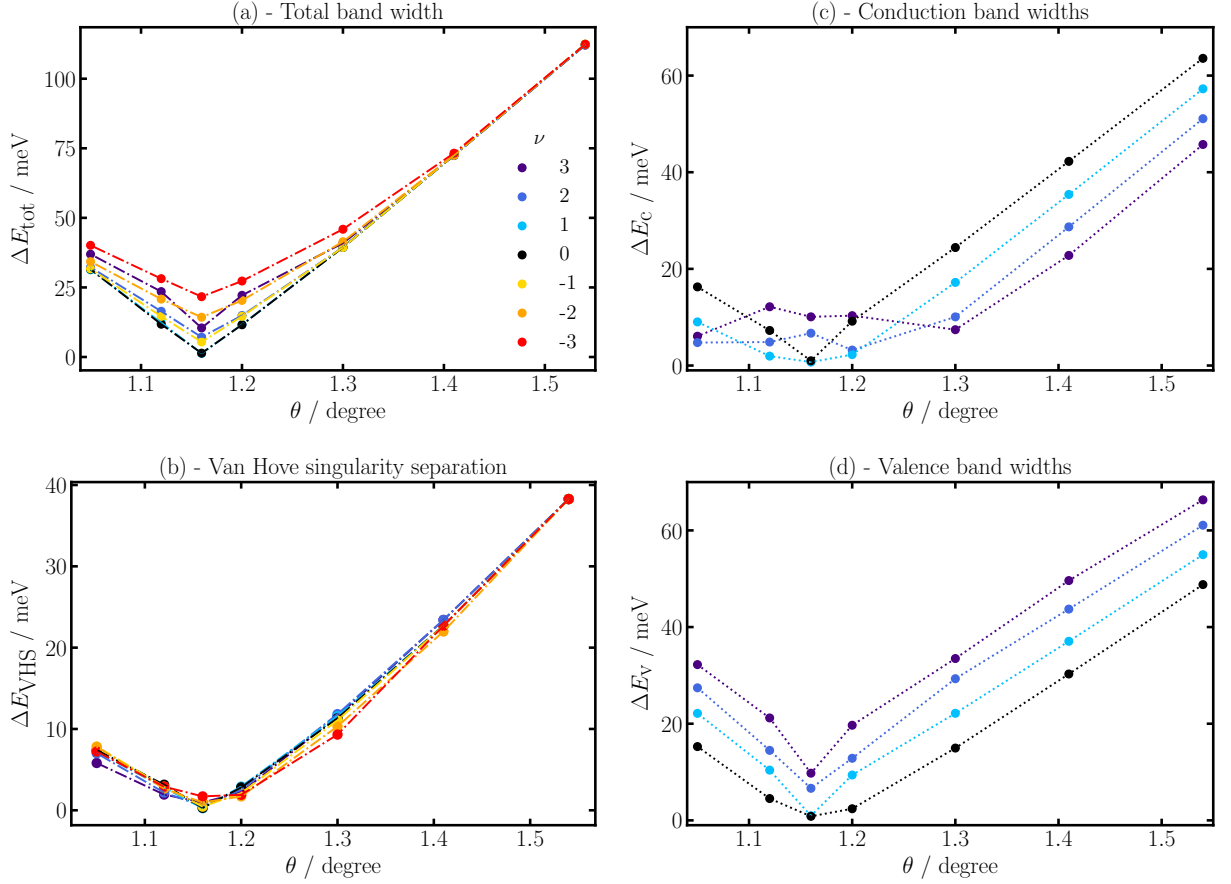 (a) - Total band width
ΔE_tot / meV
100
75
50
25
0
1.1 1.2 1.3 1.4 1.5
θ / degree
ν
3
2
1
0
-1
-2
-3
(c) - Conduction band widths
ΔE_c / meV
60
40
20
0
1.1 1.2 1.3 1.4 1.5
θ / degree
(b) - Van Hove singularity separation
ΔE_VHS / meV
40
30
20
10
0
1.1 1.2 1.3 1.4 1.5
θ / degree
(d) - Valence band widths
ΔE_v / meV
60
40
20
0
1.1 1.2 1.3 1.4 1.5
θ / degree